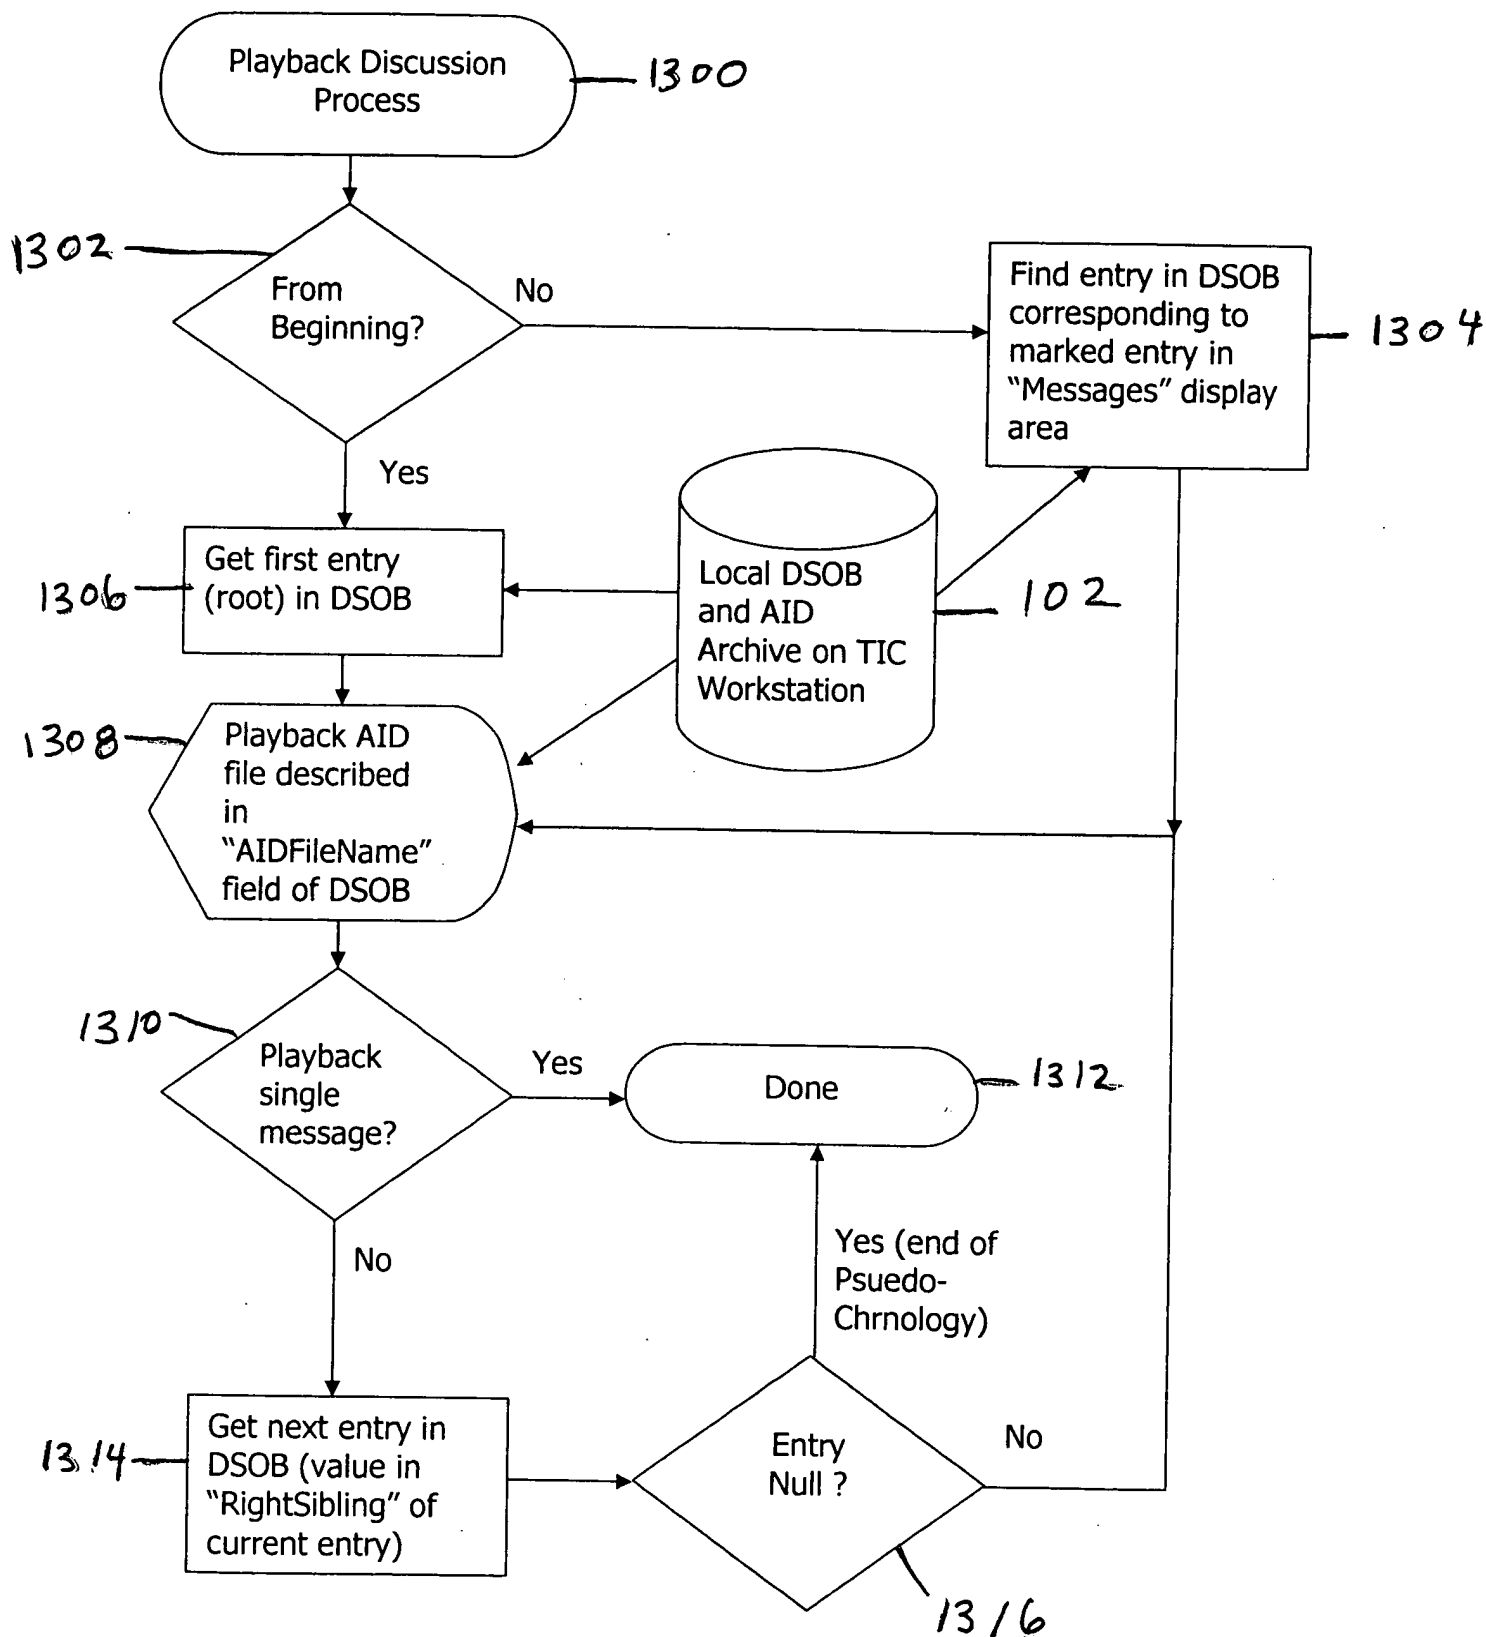 Playback Discussion
Process
1300
1302
From
Beginning?
No
Find entry in DSOB
corresponding to
marked entry in
“Messages” display
area
1304
Yes
Get first entry
(root) in DSOB
1306
Local DSOB
and AID
Archive on TIC
Workstation
102
1308
Playback AID
file described
in
“AIDFileName”
field of DSOB
1310
Playback
single
message?
Yes
Done
1312
No
Yes (end of
Psuedo-
Chrnology)
1314
Get next entry in
DSOB (value in
“RightSibling” of
current entry)
Entry
Null ?
No
1316